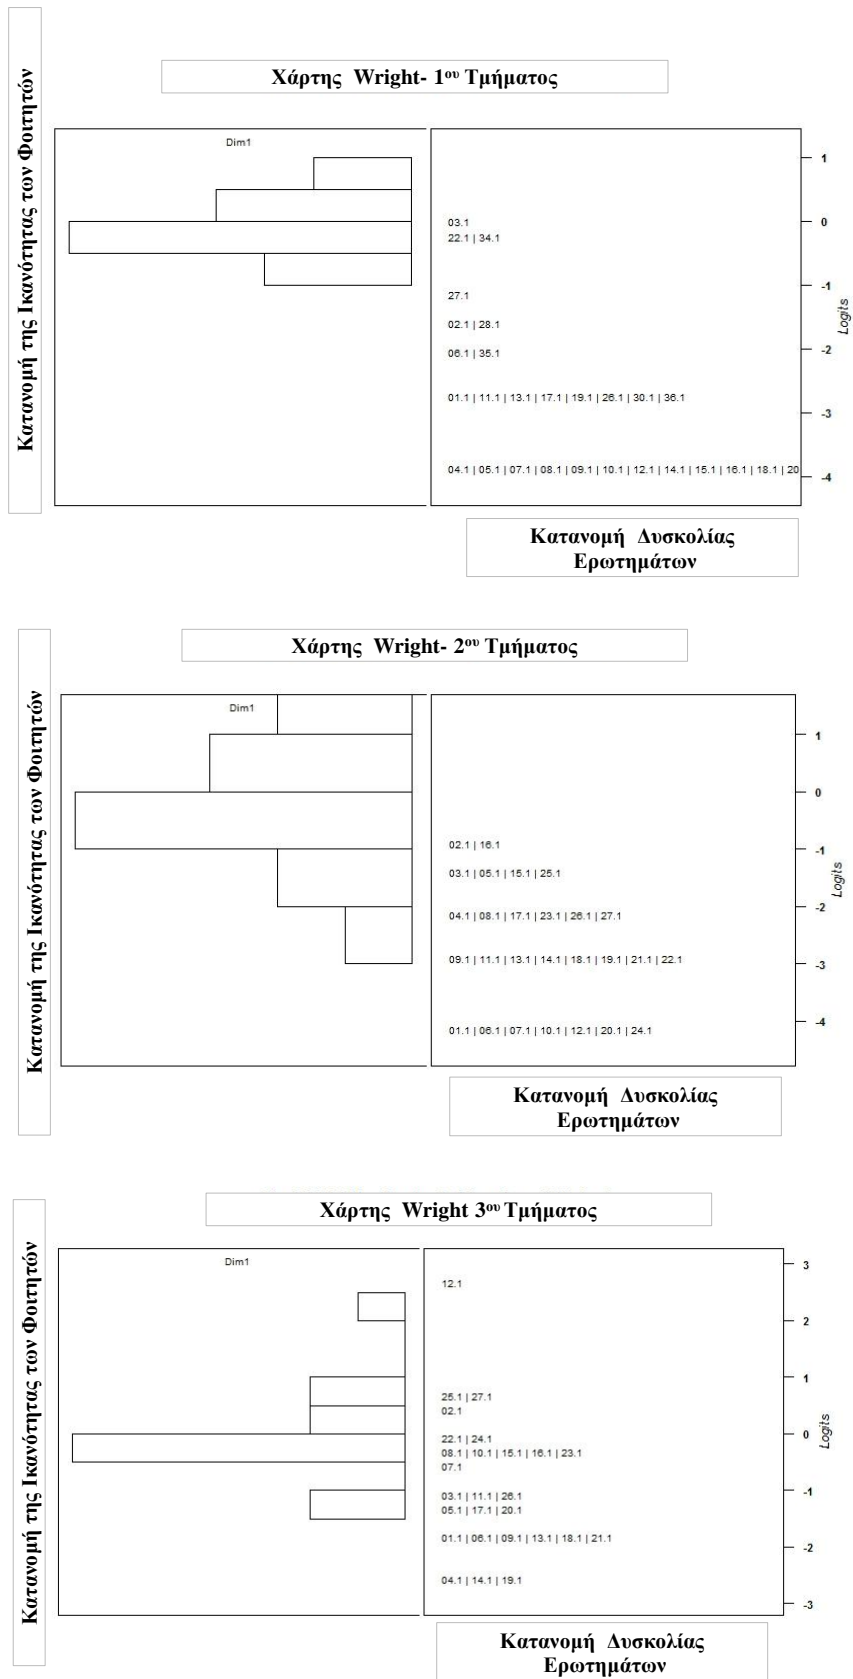 Χάρτης Wright- 1ου Τμήματος
Κατανομή της Ικανότητας των Φοιτητών
Dim1
03.1
22.1 | 34.1
27.1
02.1 | 28.1
06.1 | 35.1
01.1 | 11.1 | 13.1 | 17.1 | 19.1 | 26.1 | 30.1 | 36.1
04.1 | 05.1 | 07.1 | 08.1 | 09.1 | 10.1 | 12.1 | 14.1 | 15.1 | 16.1 | 18.1 | 20
1
0
-1
-2
-3
-4
Logits
Κατανομή Δυσκολίας
Ερωτημάτων
Χάρτης Wright- 2ου Τμήματος
Κατανομή της Ικανότητας των Φοιτητών
Dim1
02.1 | 16.1
03.1 | 05.1 | 15.1 | 25.1
04.1 | 08.1 | 17.1 | 23.1 | 26.1 | 27.1
09.1 | 11.1 | 13.1 | 14.1 | 18.1 | 19.1 | 21.1 | 22.1
01.1 | 06.1 | 07.1 | 10.1 | 12.1 | 20.1 | 24.1
1
0
-1
-2
-3
-4
Logits
Κατανομή Δυσκολίας
Ερωτημάτων
Χάρτης Wright 3ου Τμήματος
Κατανομή της Ικανότητας των Φοιτητών
Dim1
12.1
25.1 | 27.1
02.1
22.1 | 24.1
08.1 | 10.1 | 15.1 | 16.1 | 23.1
07.1
03.1 | 11.1 | 26.1
05.1 | 17.1 | 20.1
01.1 | 06.1 | 09.1 | 13.1 | 18.1 | 21.1
04.1 | 14.1 | 19.1
3
2
1
0
-1
-2
-3
Logits
Κατανομή Δυσκολίας
Ερωτημάτων